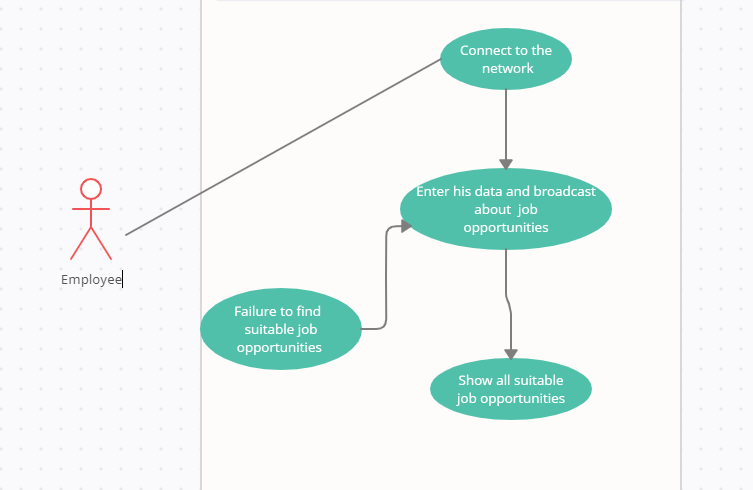 Connect to the
network
Enter his data and broadcast
about job
opportunities
Employee
Failure to find
suitable job
opportunities
Show all suitable
job opportunities